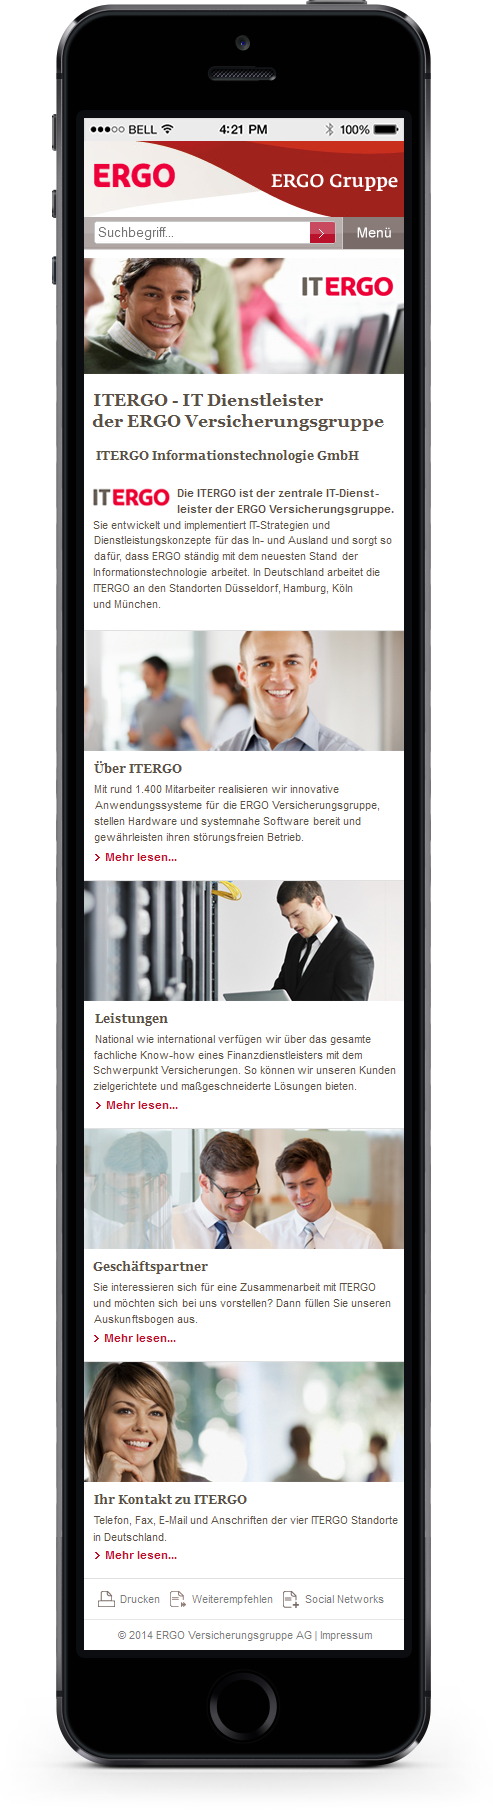 BELL 4:21 PM 100%
ERGO
ERGO Gruppe
Suchbegriff... Menü
ITERGO
ITERGO - IT Dienstleister
der ERGO Versicherungsgruppe
ITERGO Informationstechnologie GmbH
ITERGO Die ITERGO ist der zentrale IT-Dienst-
leister der ERGO Versicherungsgruppe.
Sie entwickelt und implementiert IT-Strategien und
Dienstleistungskonzepte für das In- und Ausland und sorgt so
dafür, dass ERGO ständig mit dem neuesten Stand der
Informationstechnologie arbeitet. In Deutschland arbeitet die
ITERGO an den Standorten Düsseldorf, Hamburg, Köln
und München.
Über ITERGO
Mit rund 1.400 Mitarbeiter realisieren wir innovative
Anwendungssysteme für die ERGO Versicherungsgruppe,
stellen Hardware und systemnahe Software bereit und
gewährleisten ihren störungsfreien Betrieb.
Mehr lesen...
Leistungen
National wie international verfügen wir über das gesamte
fachliche Know-how eines Finanzdienstleisters mit dem
Schwerpunkt Versicherungen. So können wir unseren Kunden
zielgerichtete und maßgeschneiderte Lösungen bieten.
Mehr lesen...
Geschäftspartner
Sie interessieren sich für eine Zusammenarbeit mit ITERGO
und möchten sich bei uns vorstellen? Dann füllen Sie unseren
Auskunftsbogen aus.
Mehr lesen...
Ihr Kontakt zu ITERGO
Telefon, Fax, E-Mail und Anschriften der vier ITERGO Standorte
in Deutschland.
Mehr lesen...
Drucken Weiterempfehlen Social Networks
© 2014 ERGO Versicherungsgruppe AG | Impressum